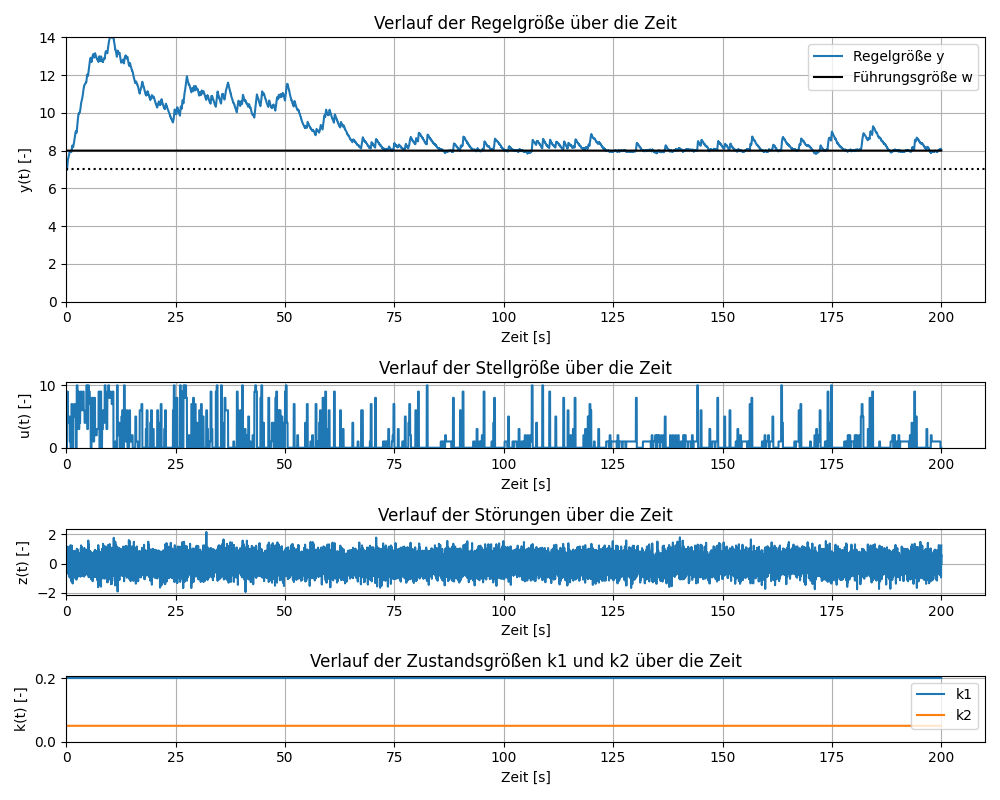 Verlauf der Regelgröße über die Zeit
14
12
10
8
6
4
2
0
y(t) [-]
Regelgröße y
Führungsgröße w
0 25 50 75 100 125 150 175 200
Zeit [s]
Verlauf der Stellgröße über die Zeit
10
0
u(t) [-]
0 25 50 75 100 125 150 175 200
Zeit [s]
Verlauf der Störungen über die Zeit
2
0
−2
z(t) [-]
0 25 50 75 100 125 150 175 200
Zeit [s]
Verlauf der Zustandsgrößen k1 und k2 über die Zeit
0.2
0.0
k(t) [-]
k1
k2
0 25 50 75 100 125 150 175 200
Zeit [s]